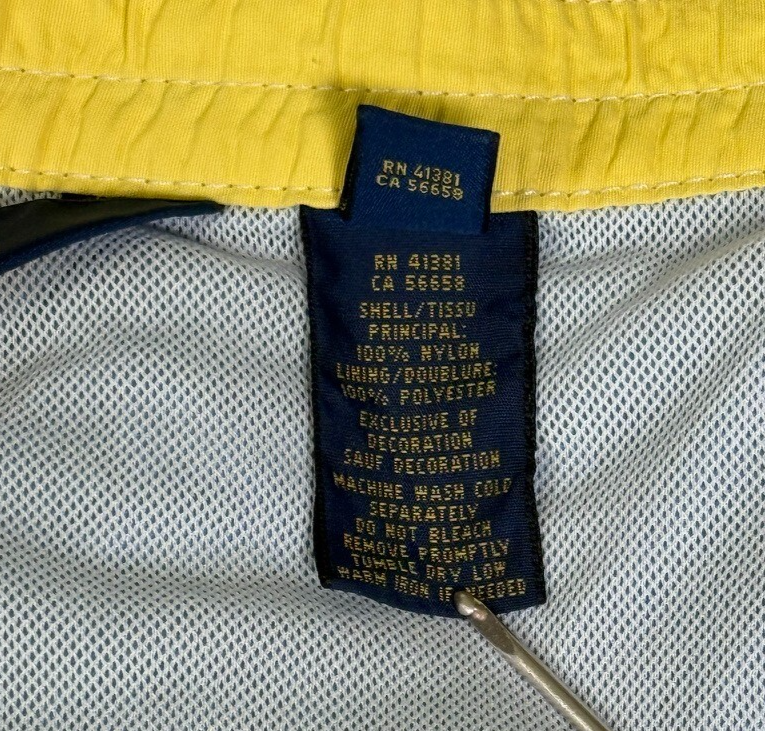 RN 41381
CA 56658
RN 41381
CA 56658
SHELL/TISSU
PRINCIPAL:
100% NYLON
LINING/DOUBLURE:
100% POLYESTER
EXCLUSIVE OF
DECORATION
SAUF DECORATION
MACHINE WASH COLD
SEPARATELY
DO NOT BLEACH
REMOVE PROMPTLY
TUMBLE DRY LOW
WARM IRON IF NEEDED